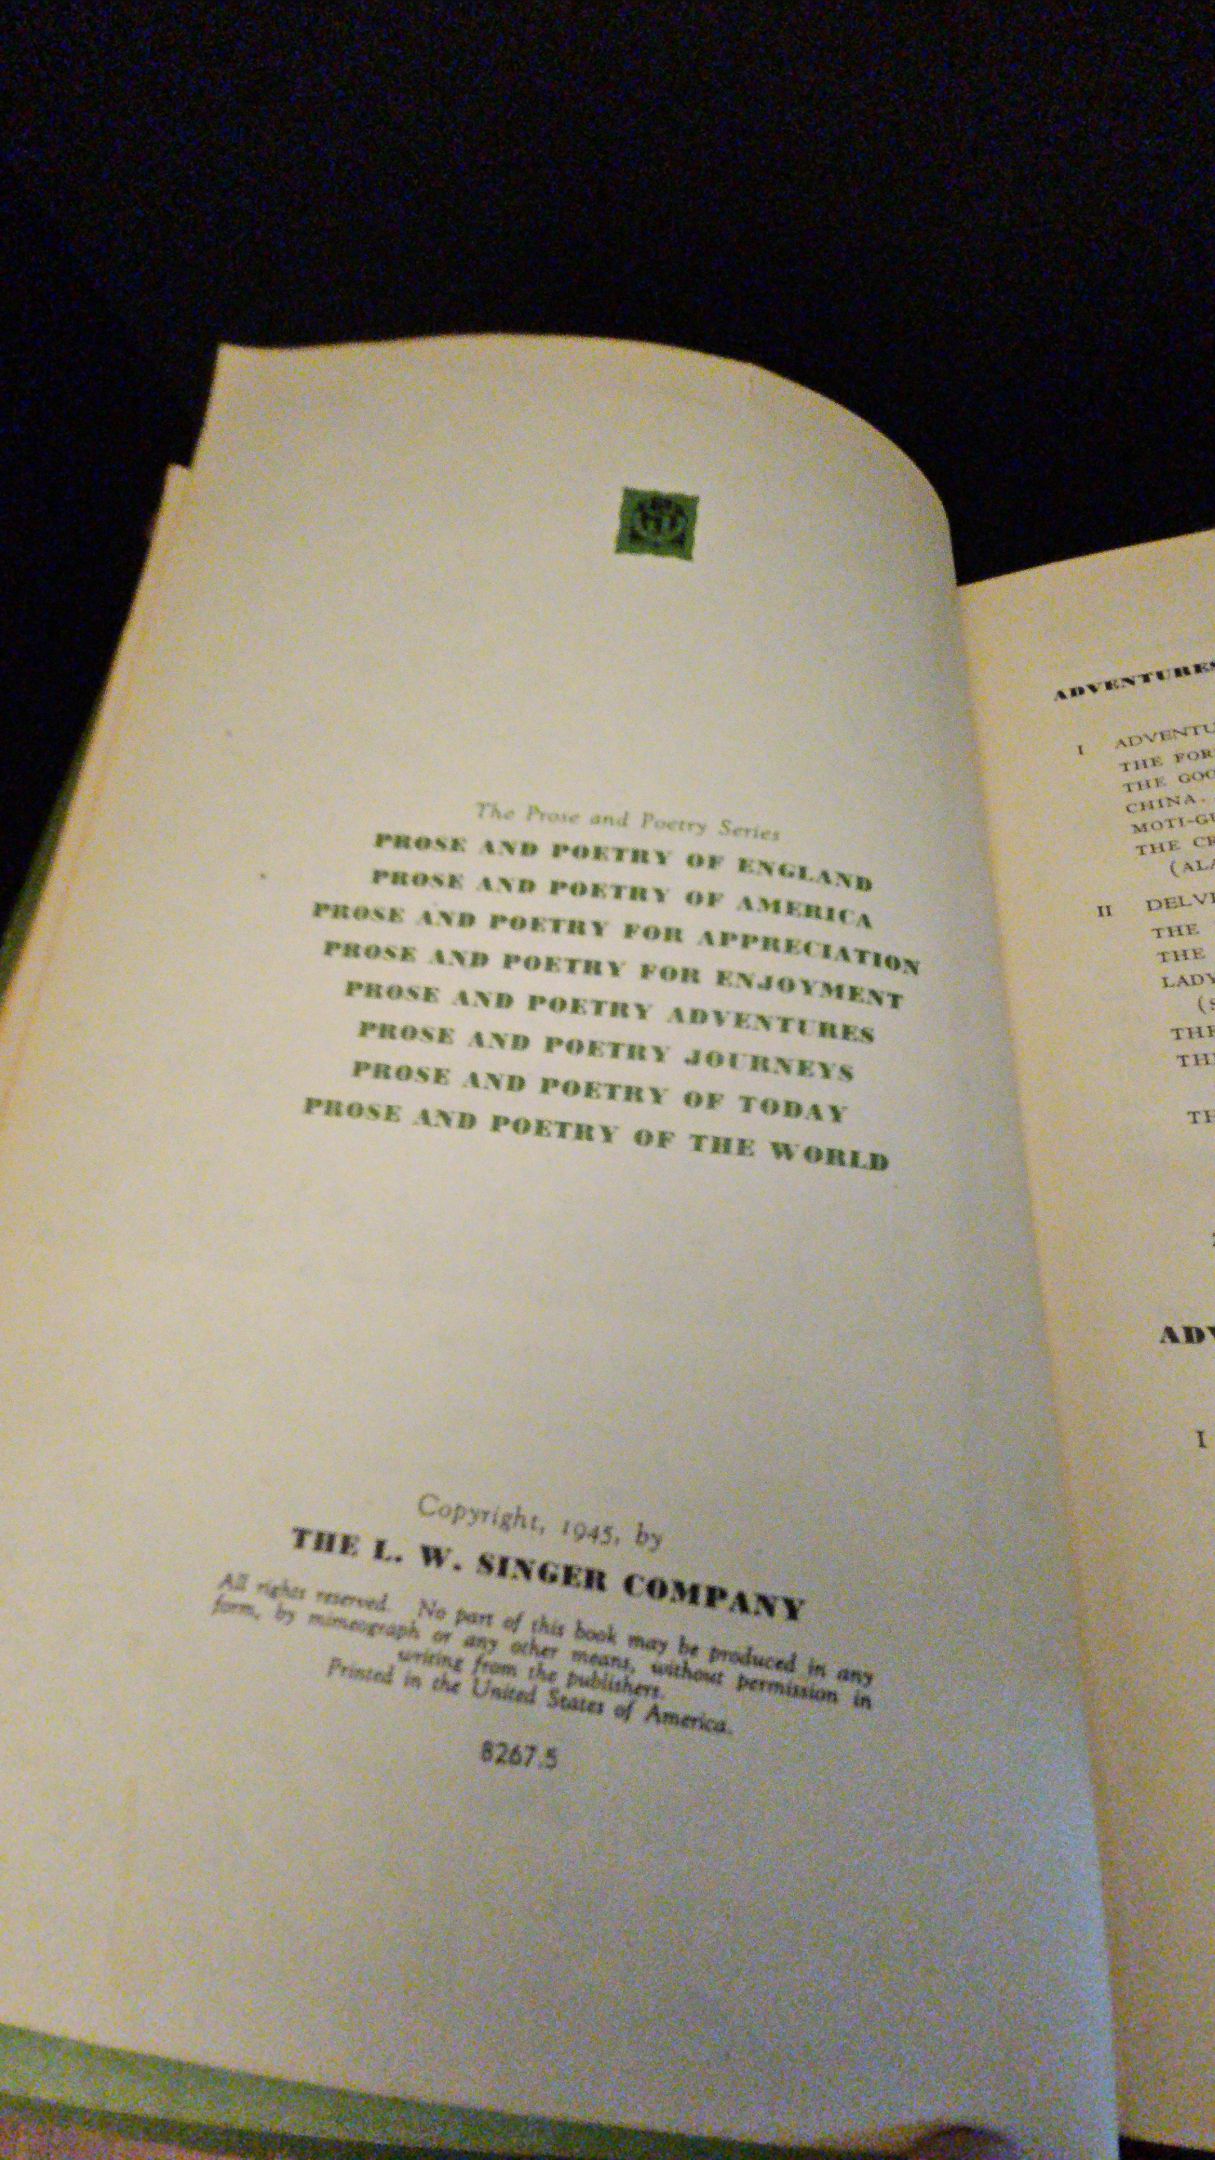 The Prose and Poetry Series
PROSE AND POETRY OF ENGLAND
PROSE AND POETRY OF AMERICA
PROSE AND POETRY FOR APPRECIATION
PROSE AND POETRY FOR ENJOYMENT
PROSE AND POETRY ADVENTURES
PROSE AND POETRY JOURNEYS
PROSE AND POETRY OF TODAY
PROSE AND POETRY OF THE WORLD
Copyright, 1945, by
THE L. W. SINGER COMPANY
All rights reserved. No part of this book may be produced in any
form, by mimeograph or any other means, without permission in
writing from the publishers.
Printed in the United States of America.
8267.5
ADVENTURES
I ADVENTU
THE FOR
THE GOO
CHINA.
MOTI-GU
THE CR
(ALA
II DELVI
THE
THE
LADY
(S
THE
THE
TH
ADV
I